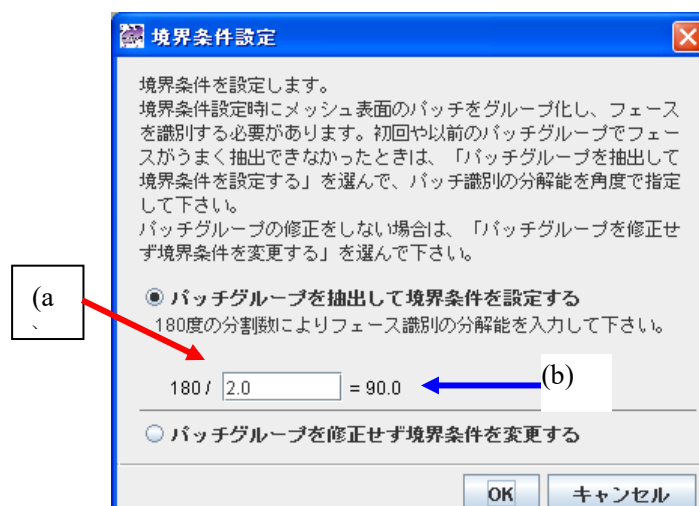 境界条件設定
境界条件を設定します。
境界条件設定時にメッシュ表面のパッチをグループ化し、フェース
を識別する必要があります。初回や以前のパッチグループでフェー
スがうまく抽出できなかったときは、「パッチグループを抽出して
境界条件を設定する」を選んで、パッチ識別の分解能を角度で指定
して下さい。
パッチグループの修正をしない場合は、「パッチグループを修正せ
ず境界条件を変更する」を選んで下さい。
(a
、
パッチグループを抽出して境界条件を設定する
180度の分割数によりフェース識別の分解能を入力して下さい。
180 / 2.0 = 90.0
(b)
パッチグループを修正せず境界条件を変更する
OK キャンセル